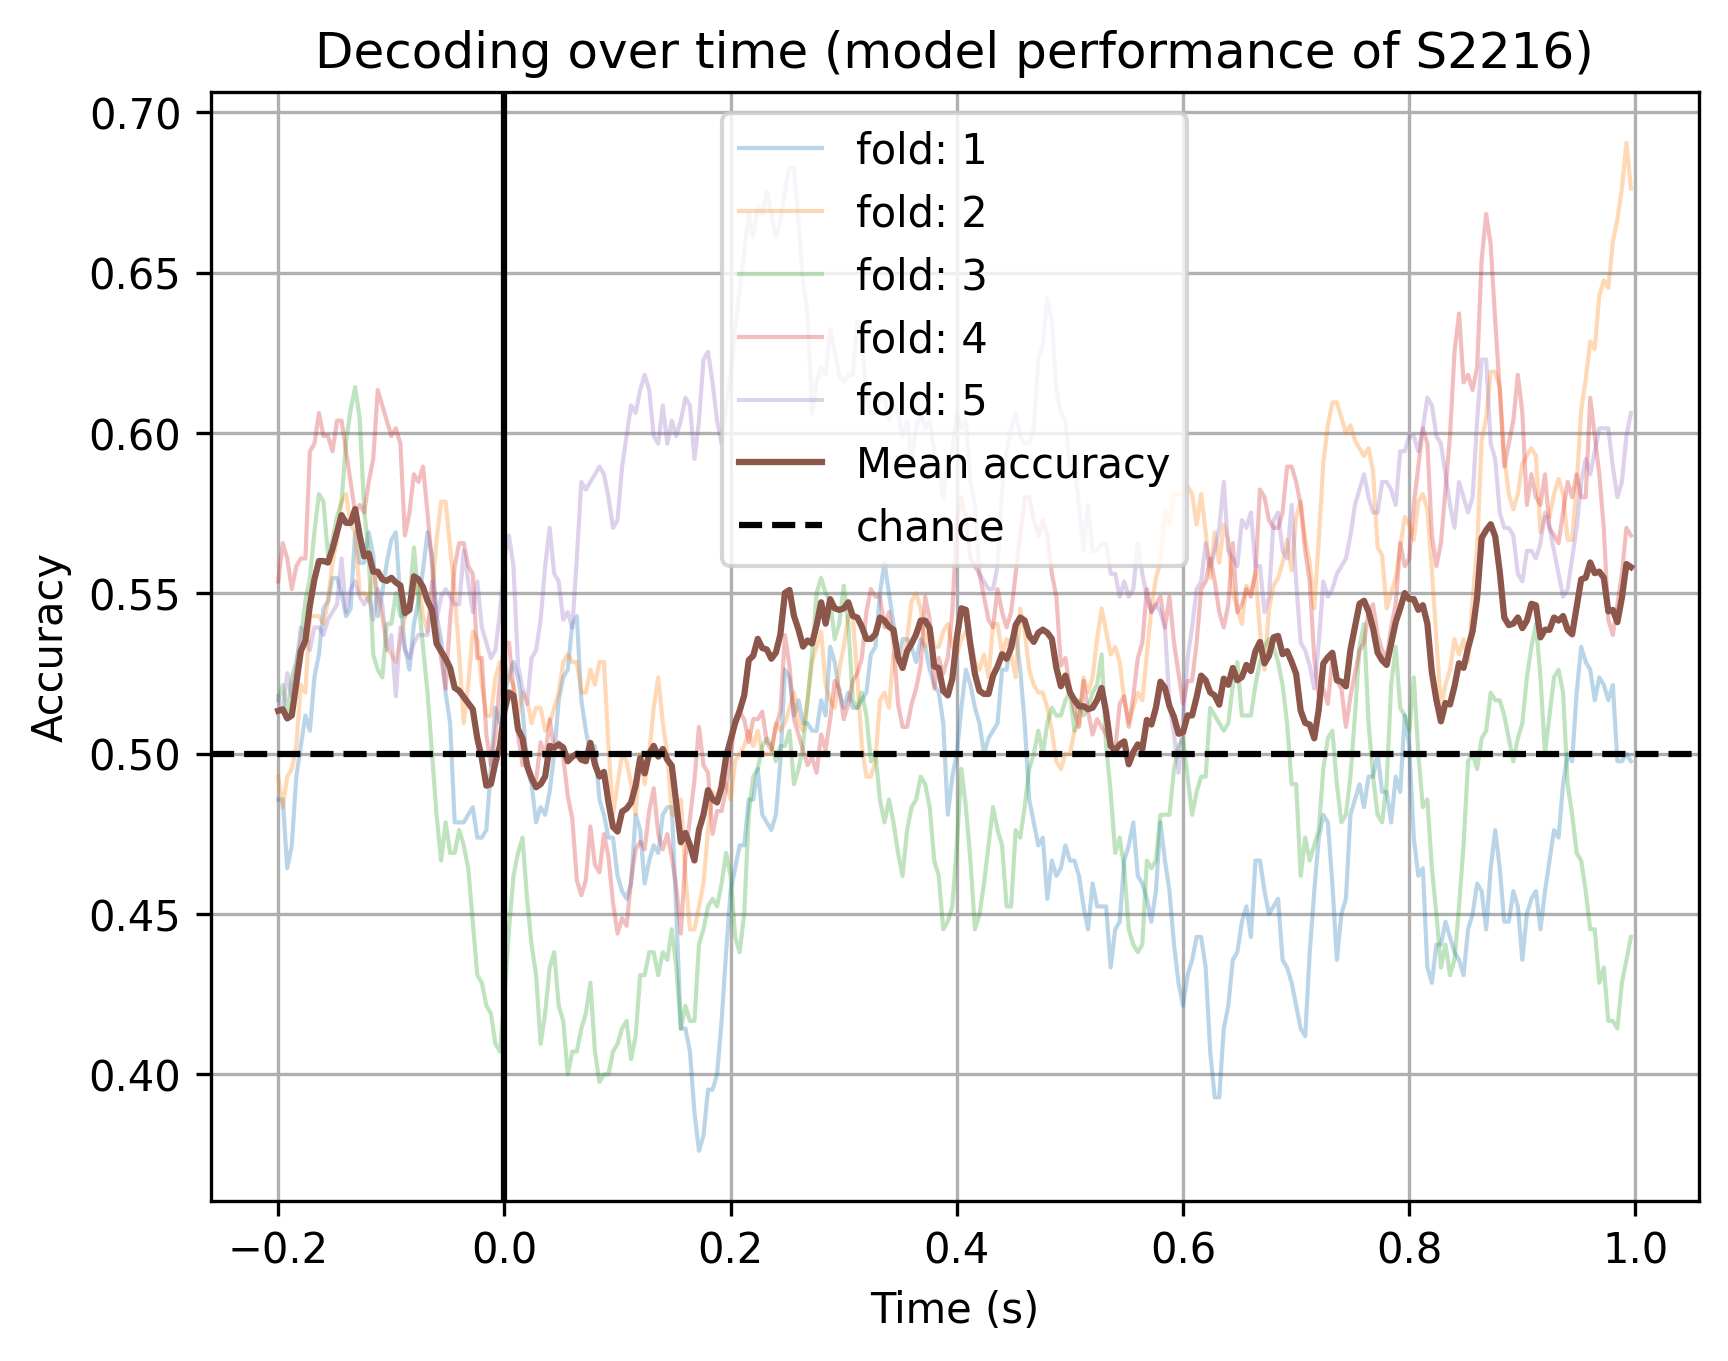 Decoding over time (model performance of S2216)
Accuracy
0.70
0.65
0.60
0.55
0.50
0.45
0.40
fold: 1
fold: 2
fold: 3
fold: 4
fold: 5
Mean accuracy
chance
−0.2
0.0
0.2
0.4
0.6
0.8
1.0
Time (s)